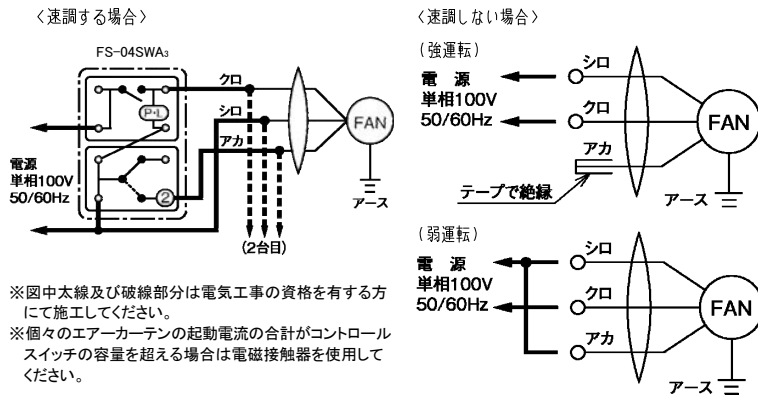 〈速調する場合〉
FS-04SWA3
クロ
P・L
シロ
FAN
アカ
電源
単相100V
50/60Hz
2
アース
(2台目)
※図中太線及び破線部分は電気工事の資格を有する方
にて施工してください。
※個々のエアーカーテンの起動電流の合計がコントロール
スイッチの容量を超える場合は電磁接触器を使用して
ください。
〈速調しない場合〉
(強運転)
シロ
電 源
単相100V
50/60Hz
クロ
FAN
アカ
テープで絶縁
アース
(弱運転)
シロ
電 源
単相100V
50/60Hz
クロ
FAN
アカ
アース